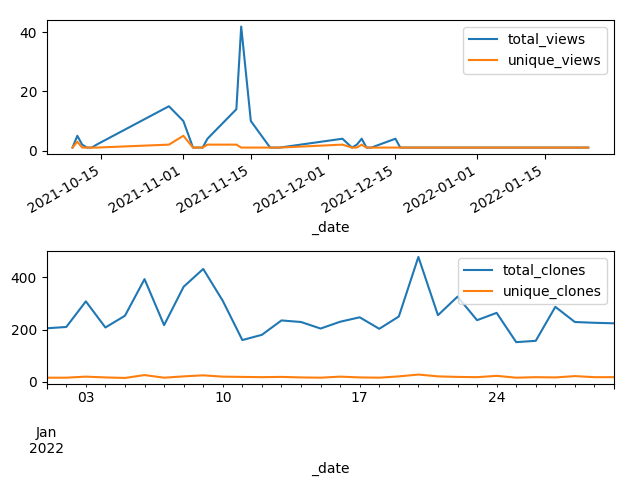 40
20
0
total_views
unique_views
2021-10-15
2021-11-01
2021-11-15
2021-12-01
2021-12-15
2022-01-01
2022-01-15
_date
400
200
0
total_clones
unique_clones
03
10
17
24
Jan
2022
_date